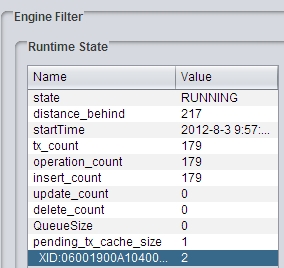 Engine Filter
Runtime State
Name Value
state RUNNING
distance_behind 217
startTime 2012-8-3 9:57:...
tx_count 179
operation_count 179
insert_count 179
update_count 0
delete_count 0
QueueSize 0
pending_tx_cache_size 1
XID:06001900A10400... 2